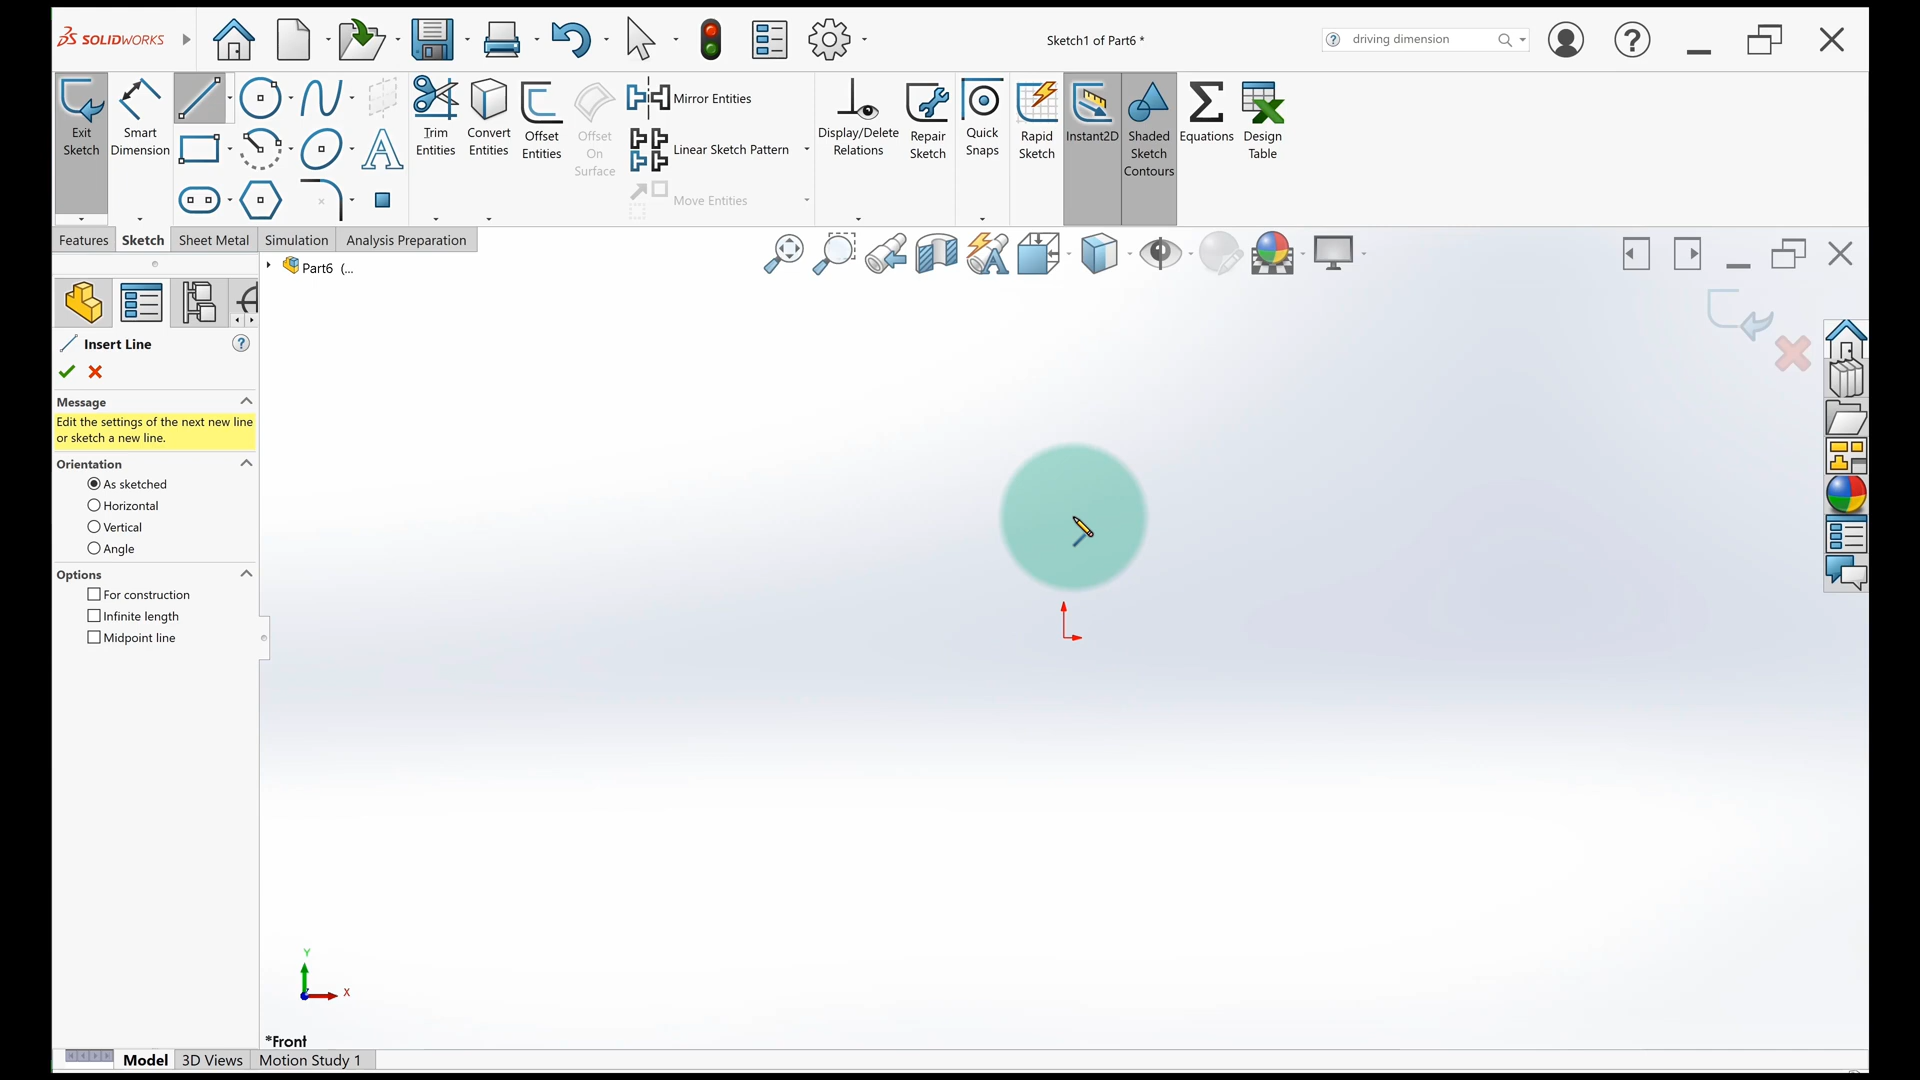 SOLIDWORKS
Sketch1 of Part6 *
driving dimension
Exit
Sketch
Smart
Dimension
Trim
Entities
Convert
Entities
Offset
Entities
Offset
On
Surface
Mirror Entities
Linear Sketch Pattern
Move Entities
Display/Delete
Relations
Repair
Sketch
Quick
Snaps
Rapid
Sketch
Instant2D
Shaded
Sketch
Contours
Equations
Design
Table
Features
Sketch
Sheet Metal
Simulation
Analysis Preparation
Part6 (...
Insert Line
Message
Edit the settings of the next new line
or sketch a new line.
Orientation
As sketched
Horizontal
Vertical
Angle
Options
For construction
Infinite length
Midpoint line
Y
X
*Front
Model
3D Views
Motion Study 1